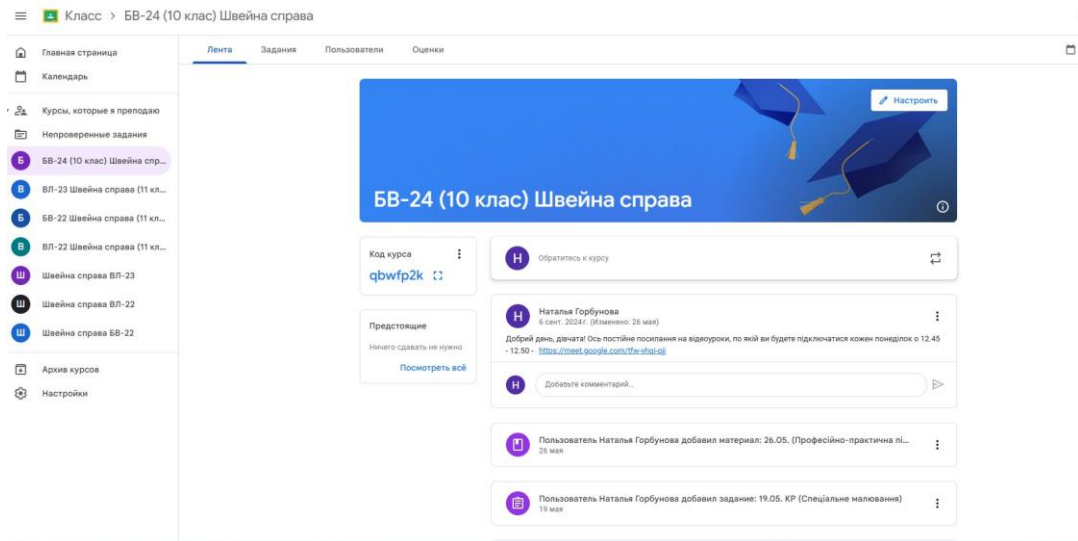 Класс > БВ-24 (10 клас) Швейна справа
Главная страница
Календарь
Курсы, которые я преподаю
Непроверенные задания
Б БВ-24 (10 клас) Швейна спр...
В ВЛ-23 Швейна справа (11 кл...
Б БВ-22 Швейна справа (11 кл...
В ВЛ-22 Швейна справа (11 кл...
Ш Швейна справа ВЛ-23
Ш Швейна справа ВЛ-22
Ш Швейна справа БВ-22
Архив курсов
Настройки
Лента Задания Пользователи Оценки
Настроить
БВ-24 (10 клас) Швейна справа
Код курса
qbwfp2k
Предстоящие
Ничего сдавать не нужно
Посмотреть всё
Н Обратитесь к курсу
Н Наталья Горбунова
6 сент. 2024 г. (Изменено: 26 мая)
Добрий день, дівчата! Ось постійне посилання на відеоуроки, по якій ви будете підключатися кожен понеділок о 12.45
- 12.50 - https://meet.google.com/
Н Добавьте комментарий...
Пользователь Наталья Горбунова добавил материал: 26.05. (Професійно-практична пі...
26 мая
Пользователь Наталья Горбунова добавил задание: 19.05. КР (Спеціальне малювання)
19 мая